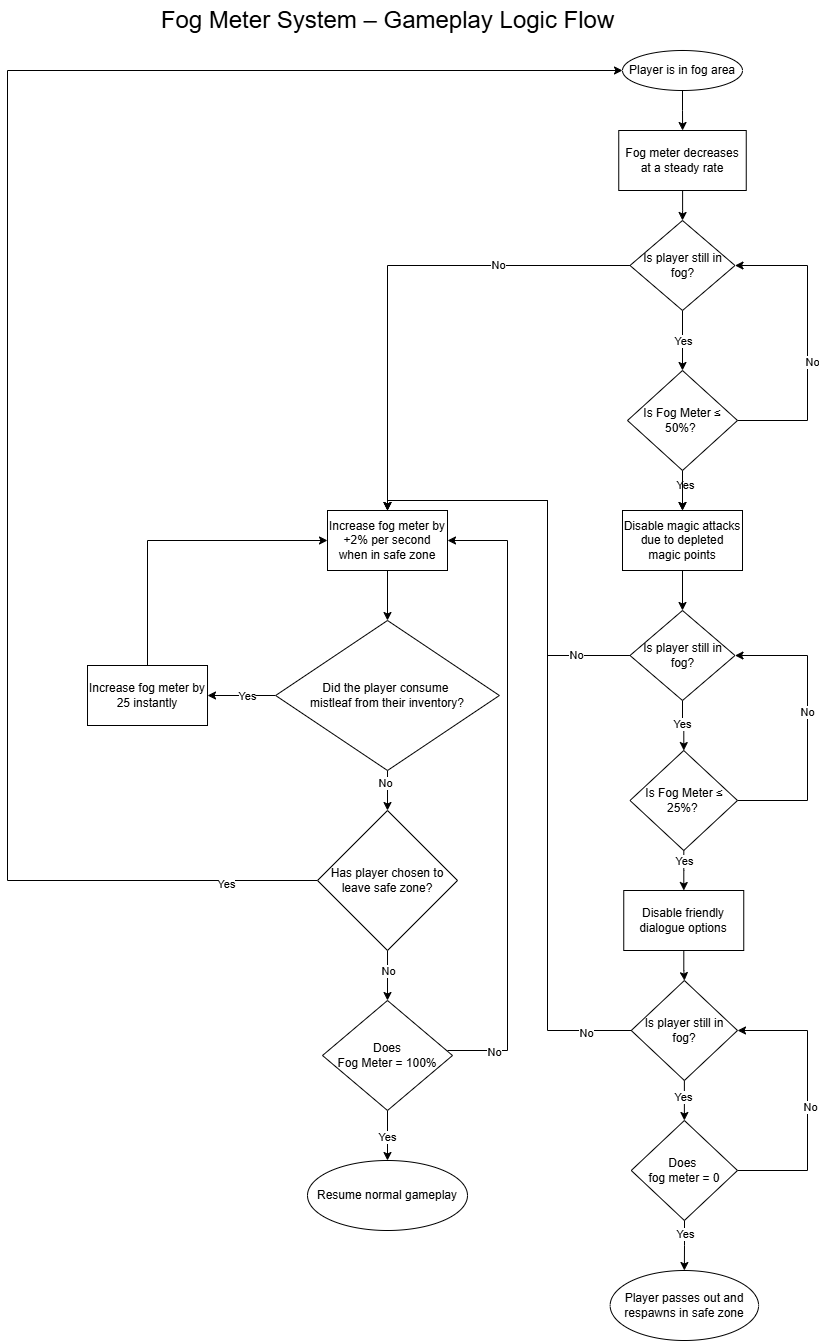 Fog Meter System – Gameplay Logic Flow
Player is in fog area
Fog meter decreases
at a steady rate
Is player still in
fog?
No
No
Yes
Is Fog Meter ≤
50%?
Yes
Disable magic attacks
due to depleted
magic points
Increase fog meter by
+2% per second
when in safe zone
Is player still in
fog?
No
No
Yes
Is Fog Meter ≤
25%?
Yes
Disable friendly
dialogue options
Is player still in
fog?
No
No
Yes
Does
fog meter = 0
Yes
Player passes out and
respawns in safe zone
Did the player consume
mistleaf from their inventory?
Yes
Increase fog meter by
25 instantly
No
Has player chosen to
leave safe zone?
Yes
No
Does
Fog Meter = 100%
No
Yes
Resume normal gameplay